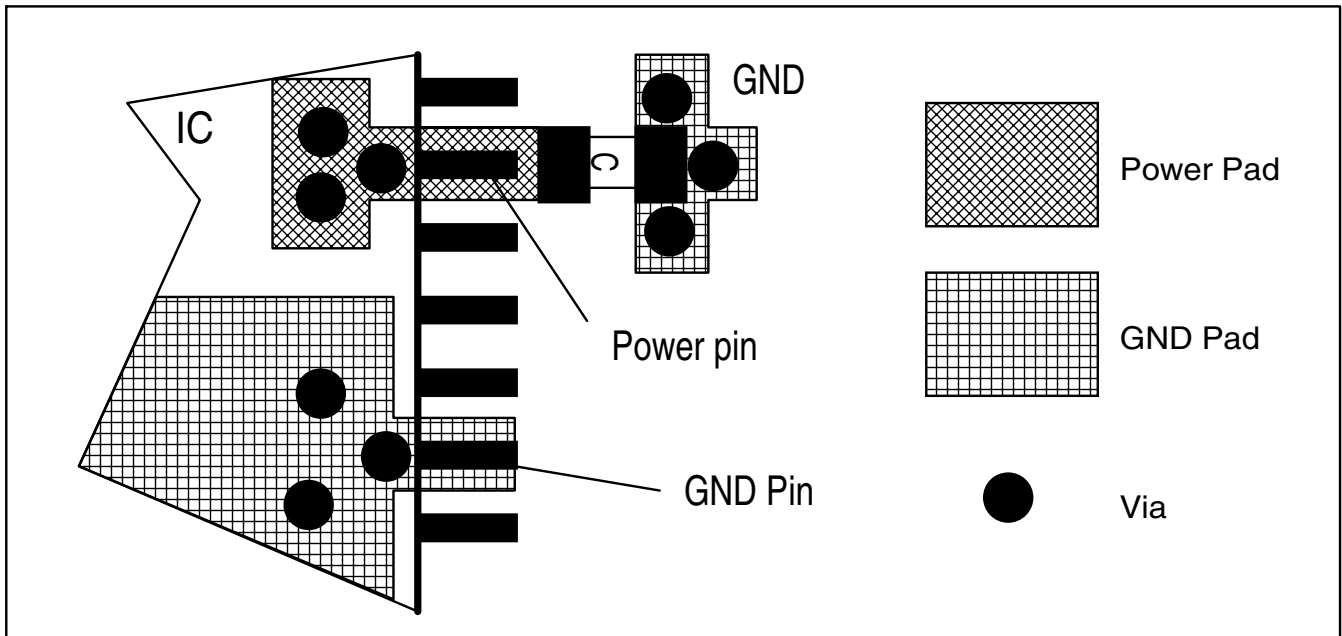 IC
GND
C
Power Pad
GND Pad
Power pin
GND Pin
Via